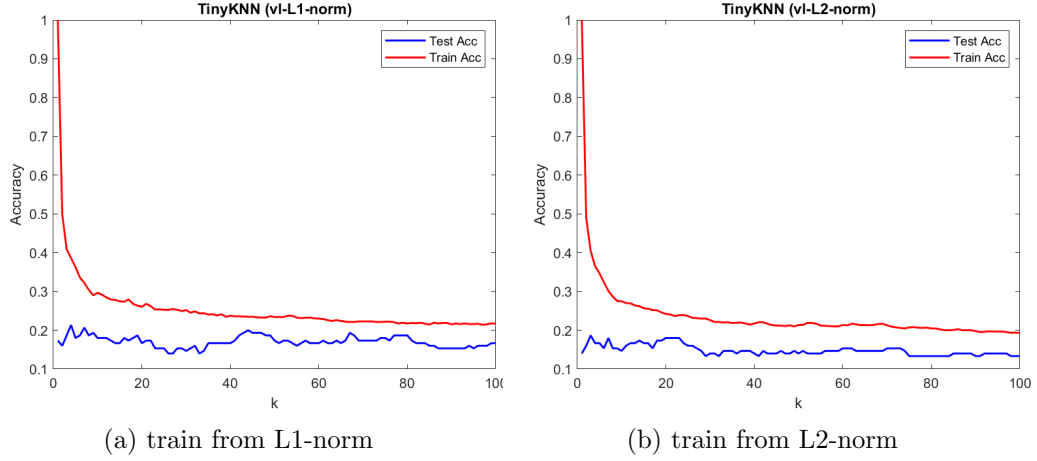 TinyKNN (vl-L1-norm)
Test Acc
Train Acc
Accuracy
1
0.9
0.8
0.7
0.6
0.5
0.4
0.3
0.2
0.1
0 20 40 60 80 100
k
(a) train from L1-norm
TinyKNN (vl-L2-norm)
Test Acc
Train Acc
Accuracy
1
0.9
0.8
0.7
0.6
0.5
0.4
0.3
0.2
0.1
0 20 40 60 80 100
k
(b) train from L2-norm